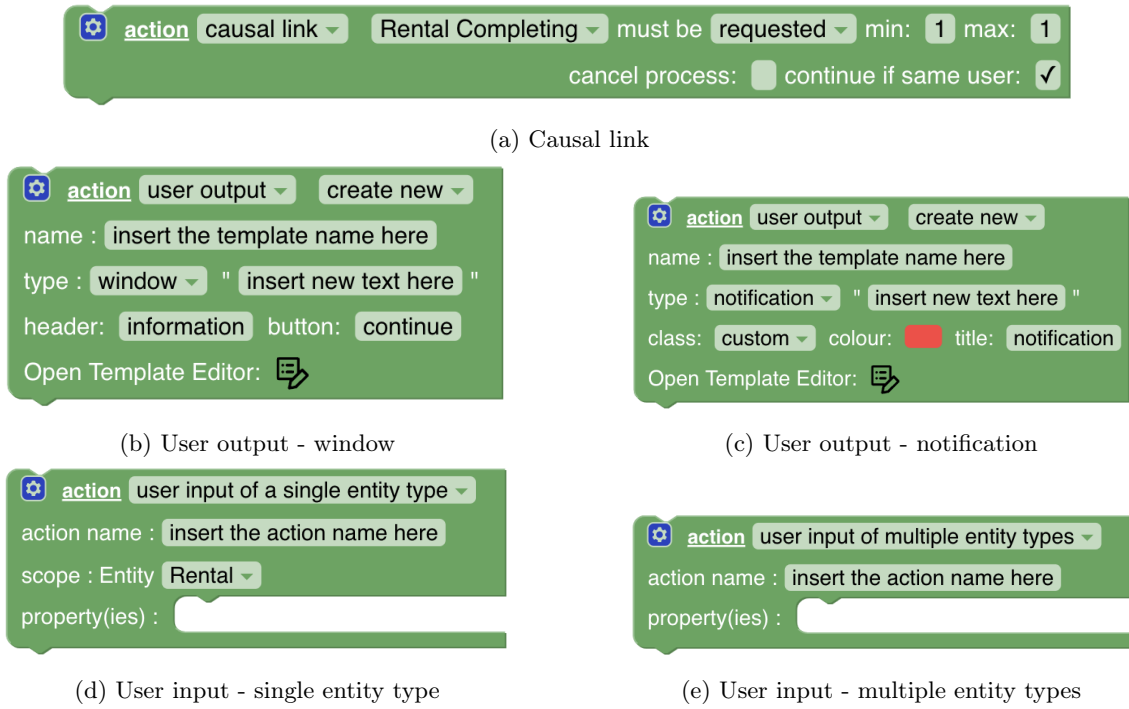 action causal link Rental Completing must be requested min: 1 max: 1
cancel process: continue if same user: ✓
(a) Causal link
action user output create new
name : insert the template name here
type : window " insert new text here "
header: information button: continue
Open Template Editor:
(b) User output - window
action user output create new
name : insert the template name here
type : notification " insert new text here "
class: custom colour: title: notification
Open Template Editor:
(c) User output - notification
action user input of a single entity type
action name : insert the action name here
scope : Entity Rental
property(ies) :
(d) User input - single entity type
action user input of multiple entity types
action name : insert the action name here
property(ies) :
(e) User input - multiple entity types